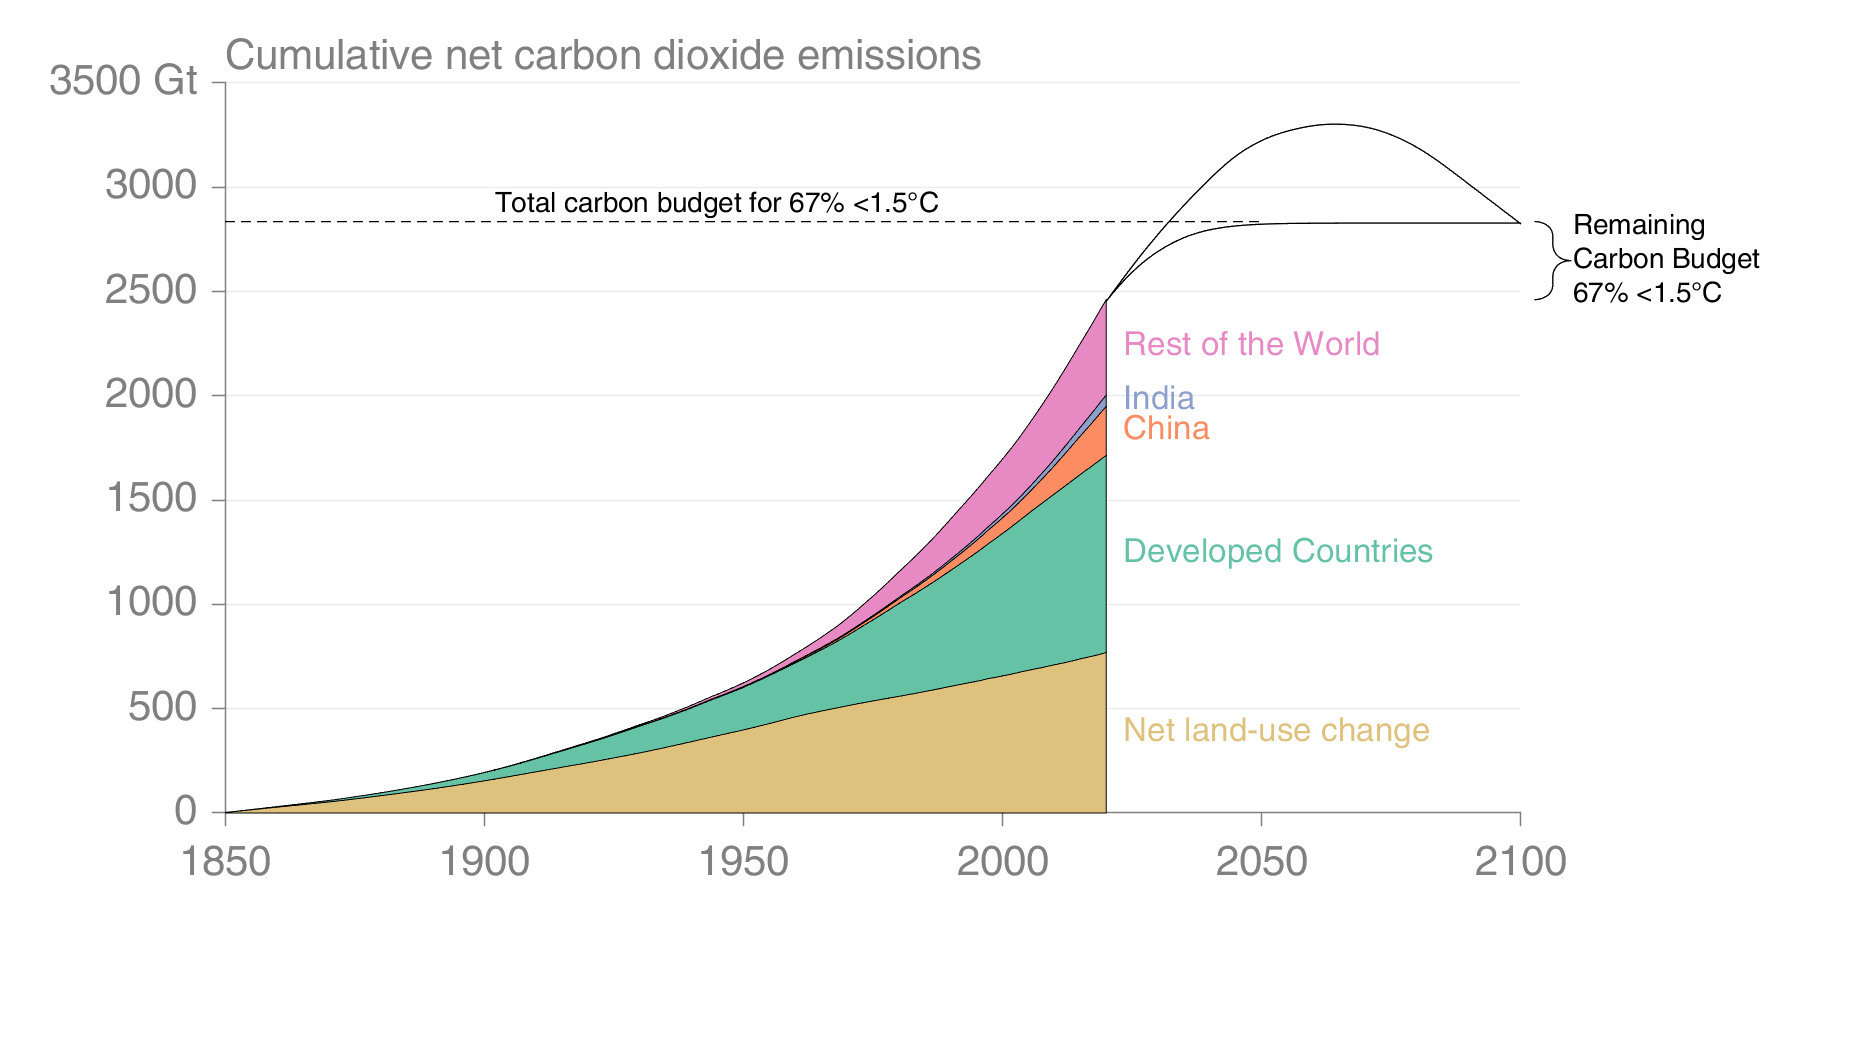 Cumulative net carbon dioxide emissions
3500 Gt
3000
2500
2000
1500
1000
500
0
Total carbon budget for 67% <1.5°C
Remaining
Carbon Budget
67% <1.5°C
Rest of the World
India
China
Developed Countries
Net land-use change
1850 1900 1950 2000 2050 2100